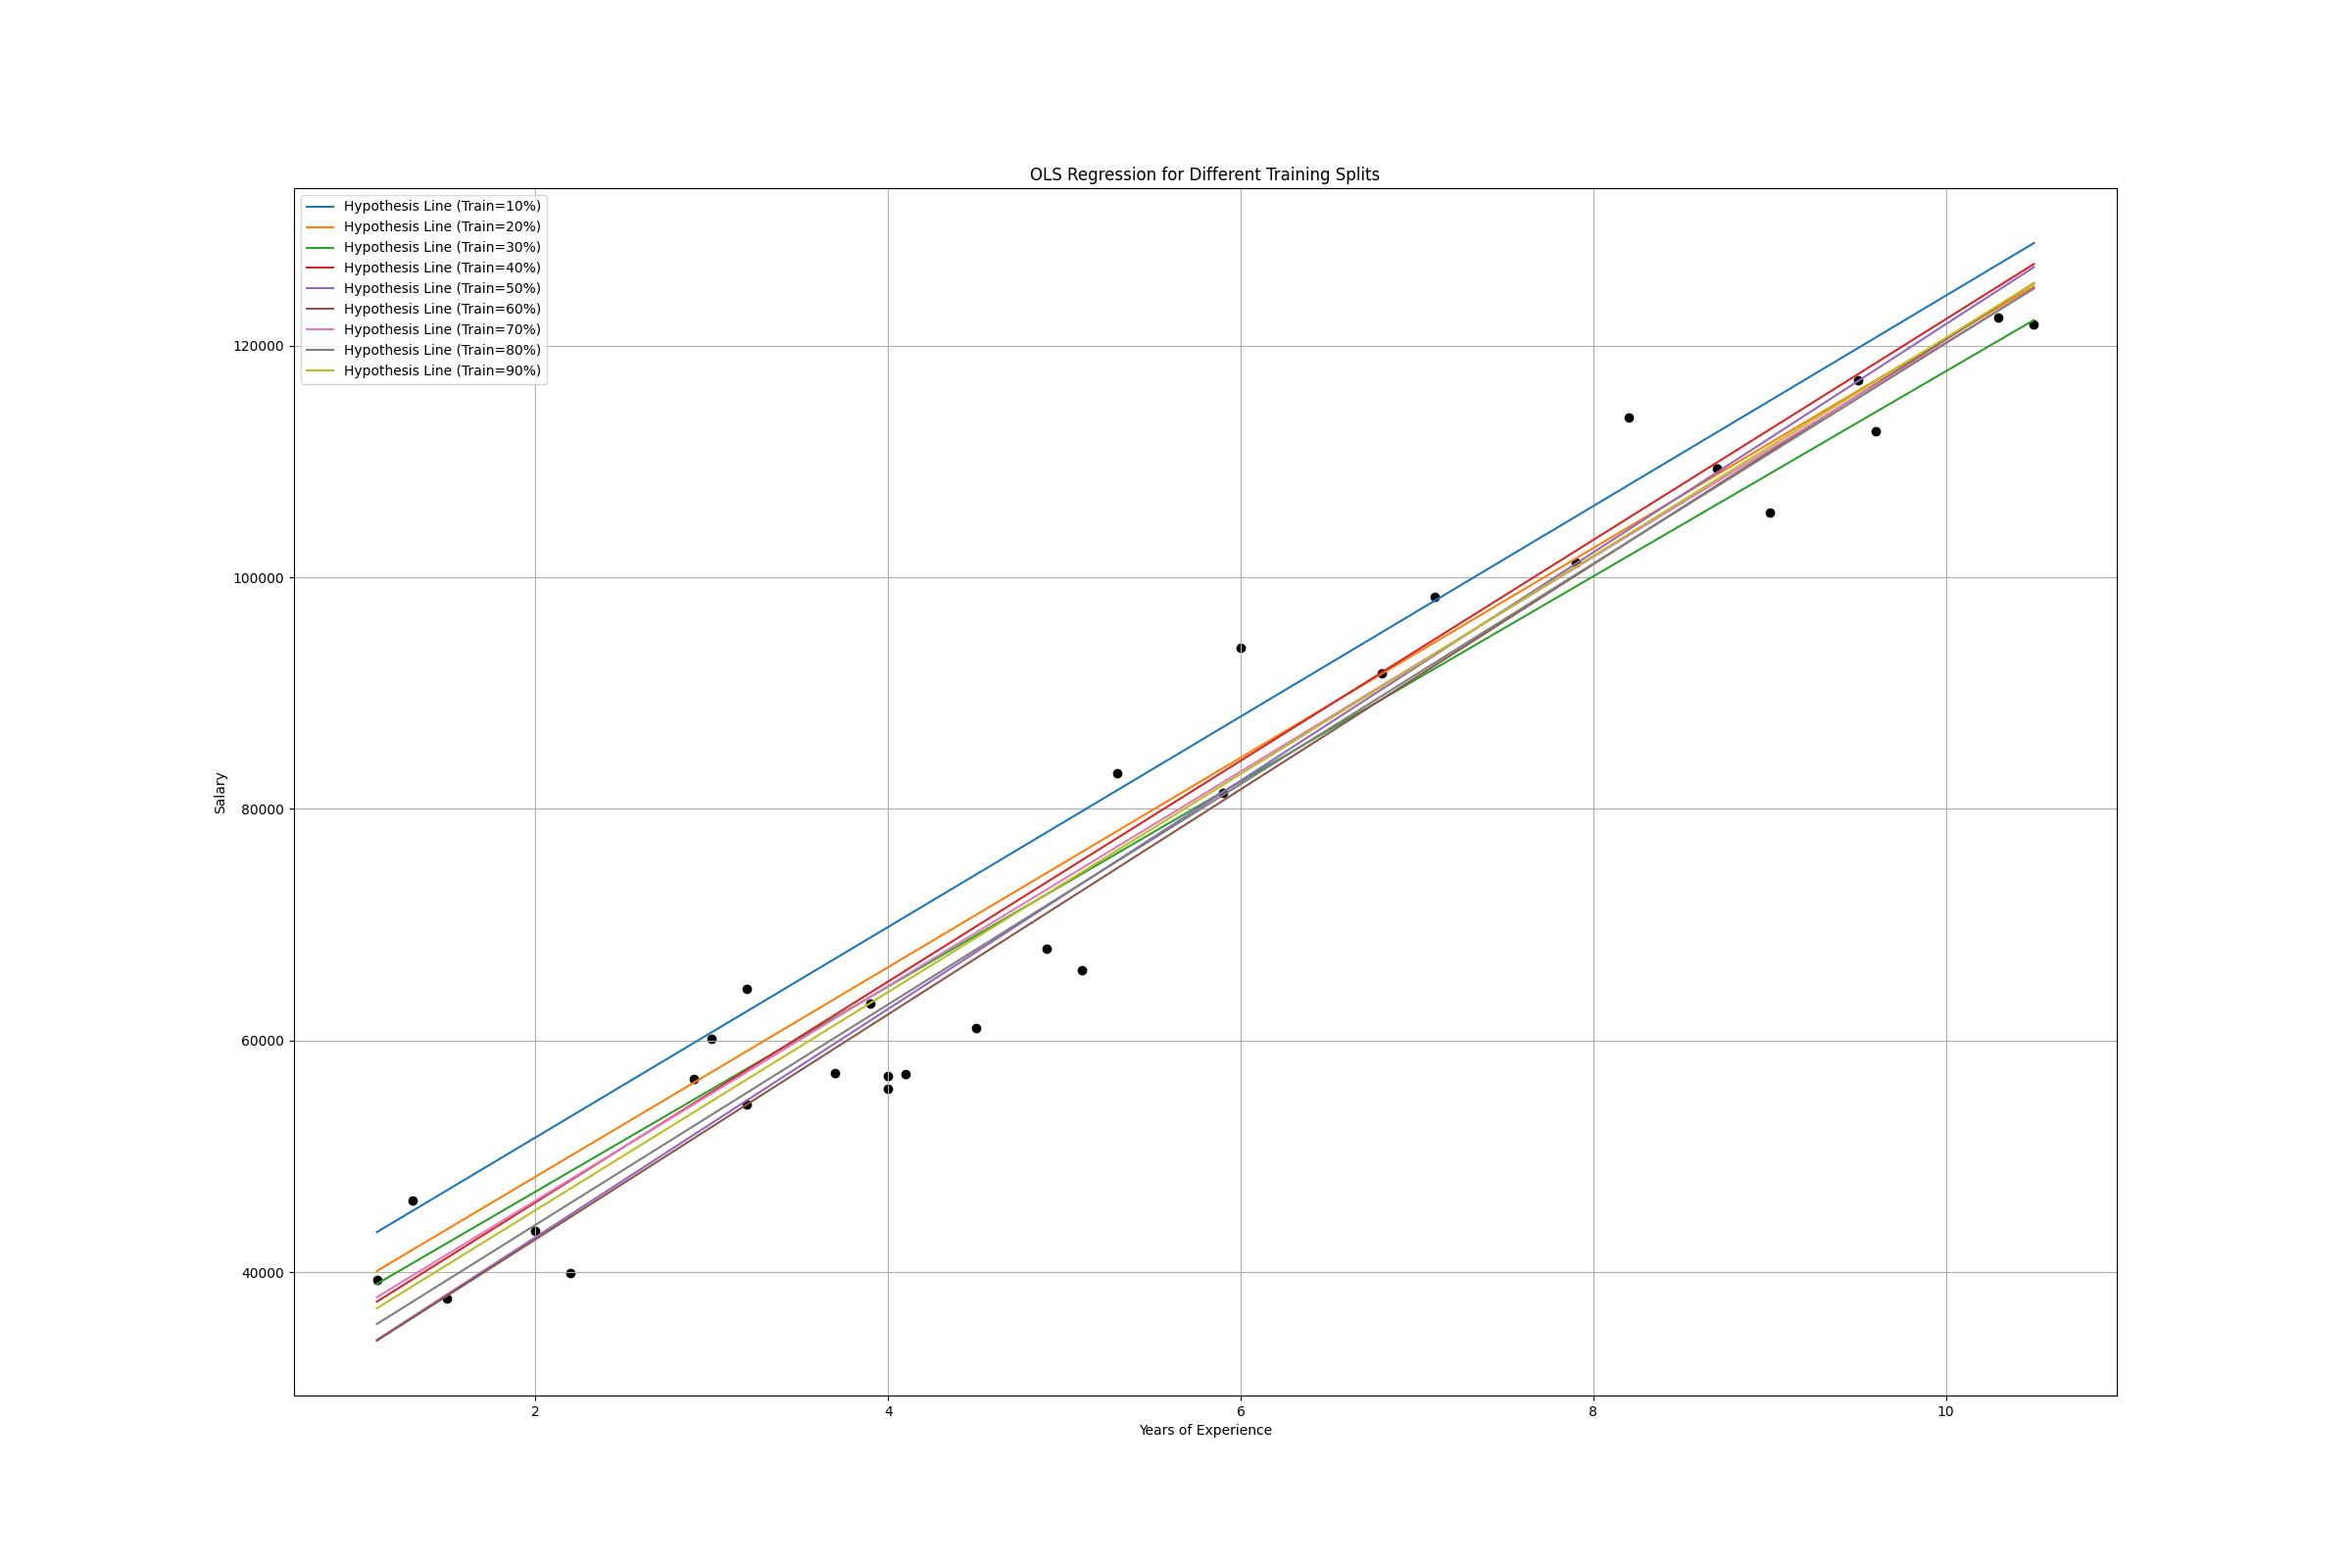 OLS Regression for Different Training Splits
Hypothesis Line (Train=10%)
Hypothesis Line (Train=20%)
Hypothesis Line (Train=30%)
Hypothesis Line (Train=40%)
Hypothesis Line (Train=50%)
Hypothesis Line (Train=60%)
Hypothesis Line (Train=70%)
Hypothesis Line (Train=80%)
Hypothesis Line (Train=90%)
120000
100000
80000
60000
40000
Salary
2 4 6 8 10
Years of Experience